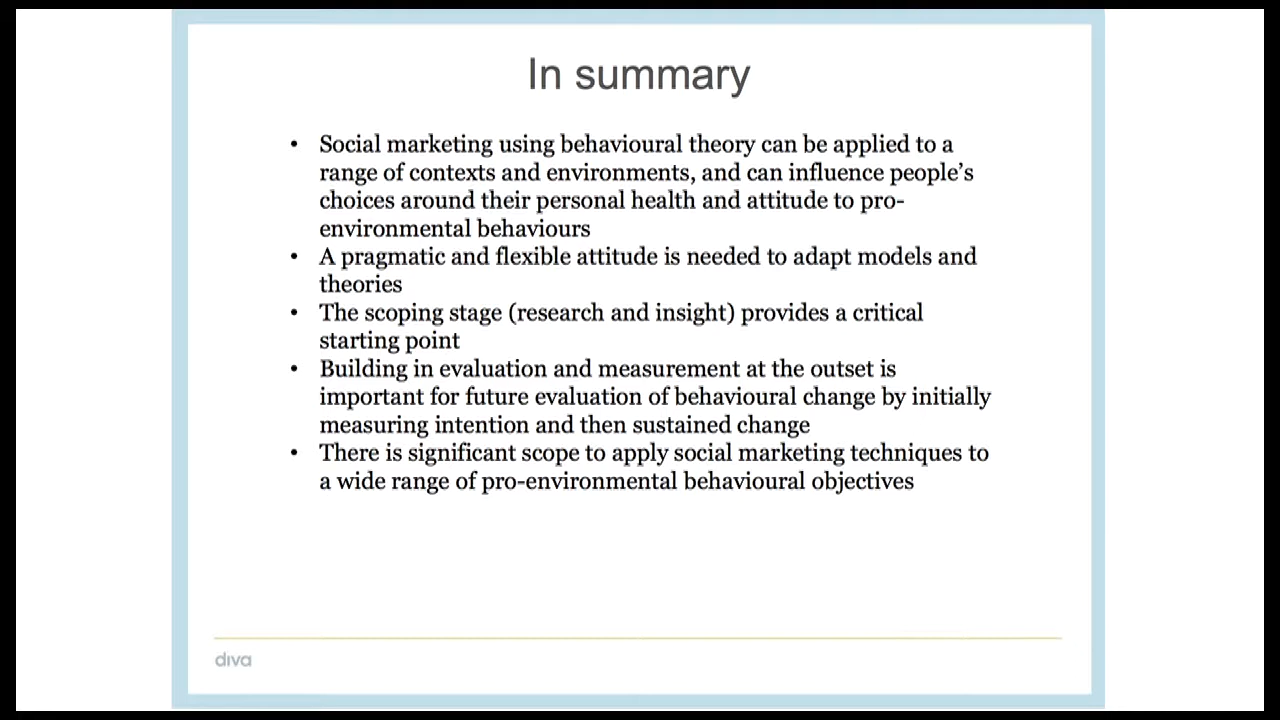 In summary
• Social marketing using behavioural theory can be applied to a
range of contexts and environments, and can influence people's
choices around their personal health and attitude to pro-
environmental behaviours
• A pragmatic and flexible attitude is needed to adapt models and
theories
• The scoping stage (research and insight) provides a critical
starting point
• Building in evaluation and measurement at the outset is
important for future evaluation of behavioural change by initially
measuring intention and then sustained change
• There is significant scope to apply social marketing techniques to
a wide range of pro-environmental behavioural objectives
diva